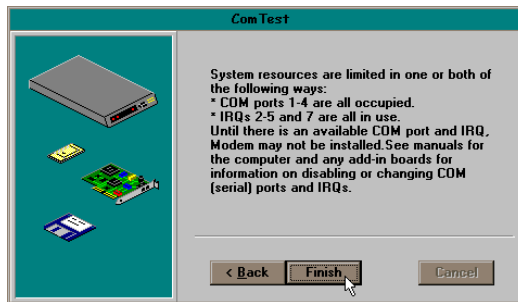 ComTest
System resources are limited in one or both of
the following ways:
* COM ports 1-4 are all occupied.
* IRQs 2-5 and 7 are all in use.
Until there is an available COM port and IRQ,
Modem may not be installed.See manuals for
the computer and any add-in boards for
information on disabling or changing COM
(serial) ports and IRQs.
< Back Finish Cancel